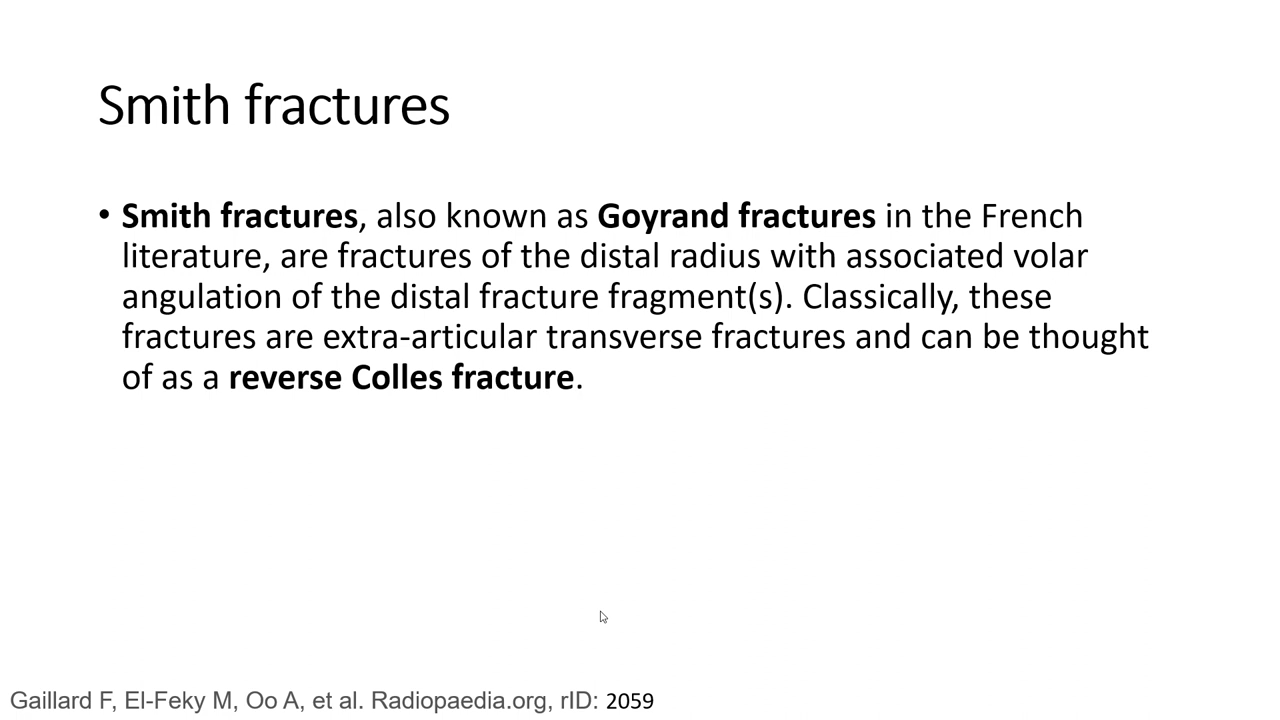 Smith fractures
• Smith fractures, also known as Goyrand fractures in the French
literature, are fractures of the distal radius with associated volar
angulation of the distal fracture fragment(s). Classically, these
fractures are extra-articular transverse fractures and can be thought
of as a reverse Colles fracture.
Gaillard F, El-Feky M, Oo A, et al. Radiopaedia.org, rID: 2059